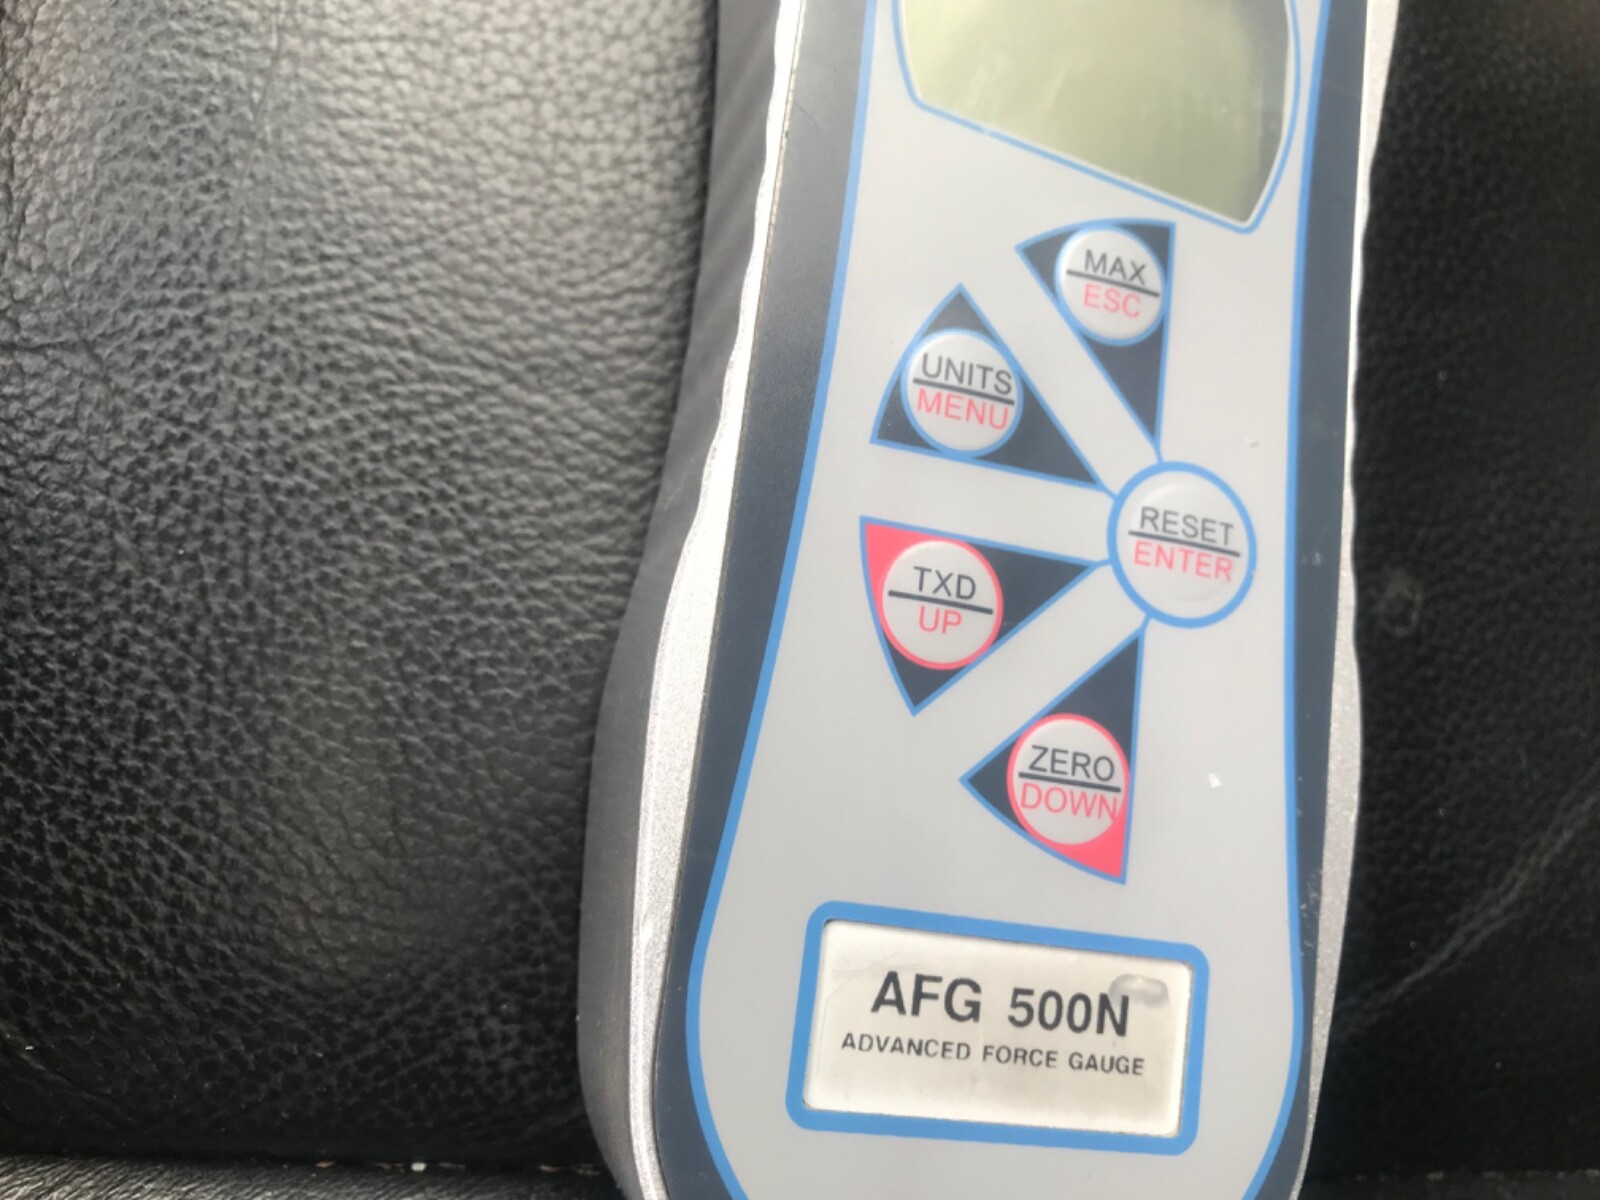 MAX
ESC
UNITS
MENU
RESET
ENTER
TXD
UP
ZERO
DOWN
AFG 500N
ADVANCED FORCE GAUGE